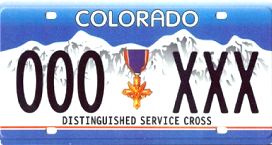 COLORADO
000 XXX
DISTINGUISHED SERVICE CROSS